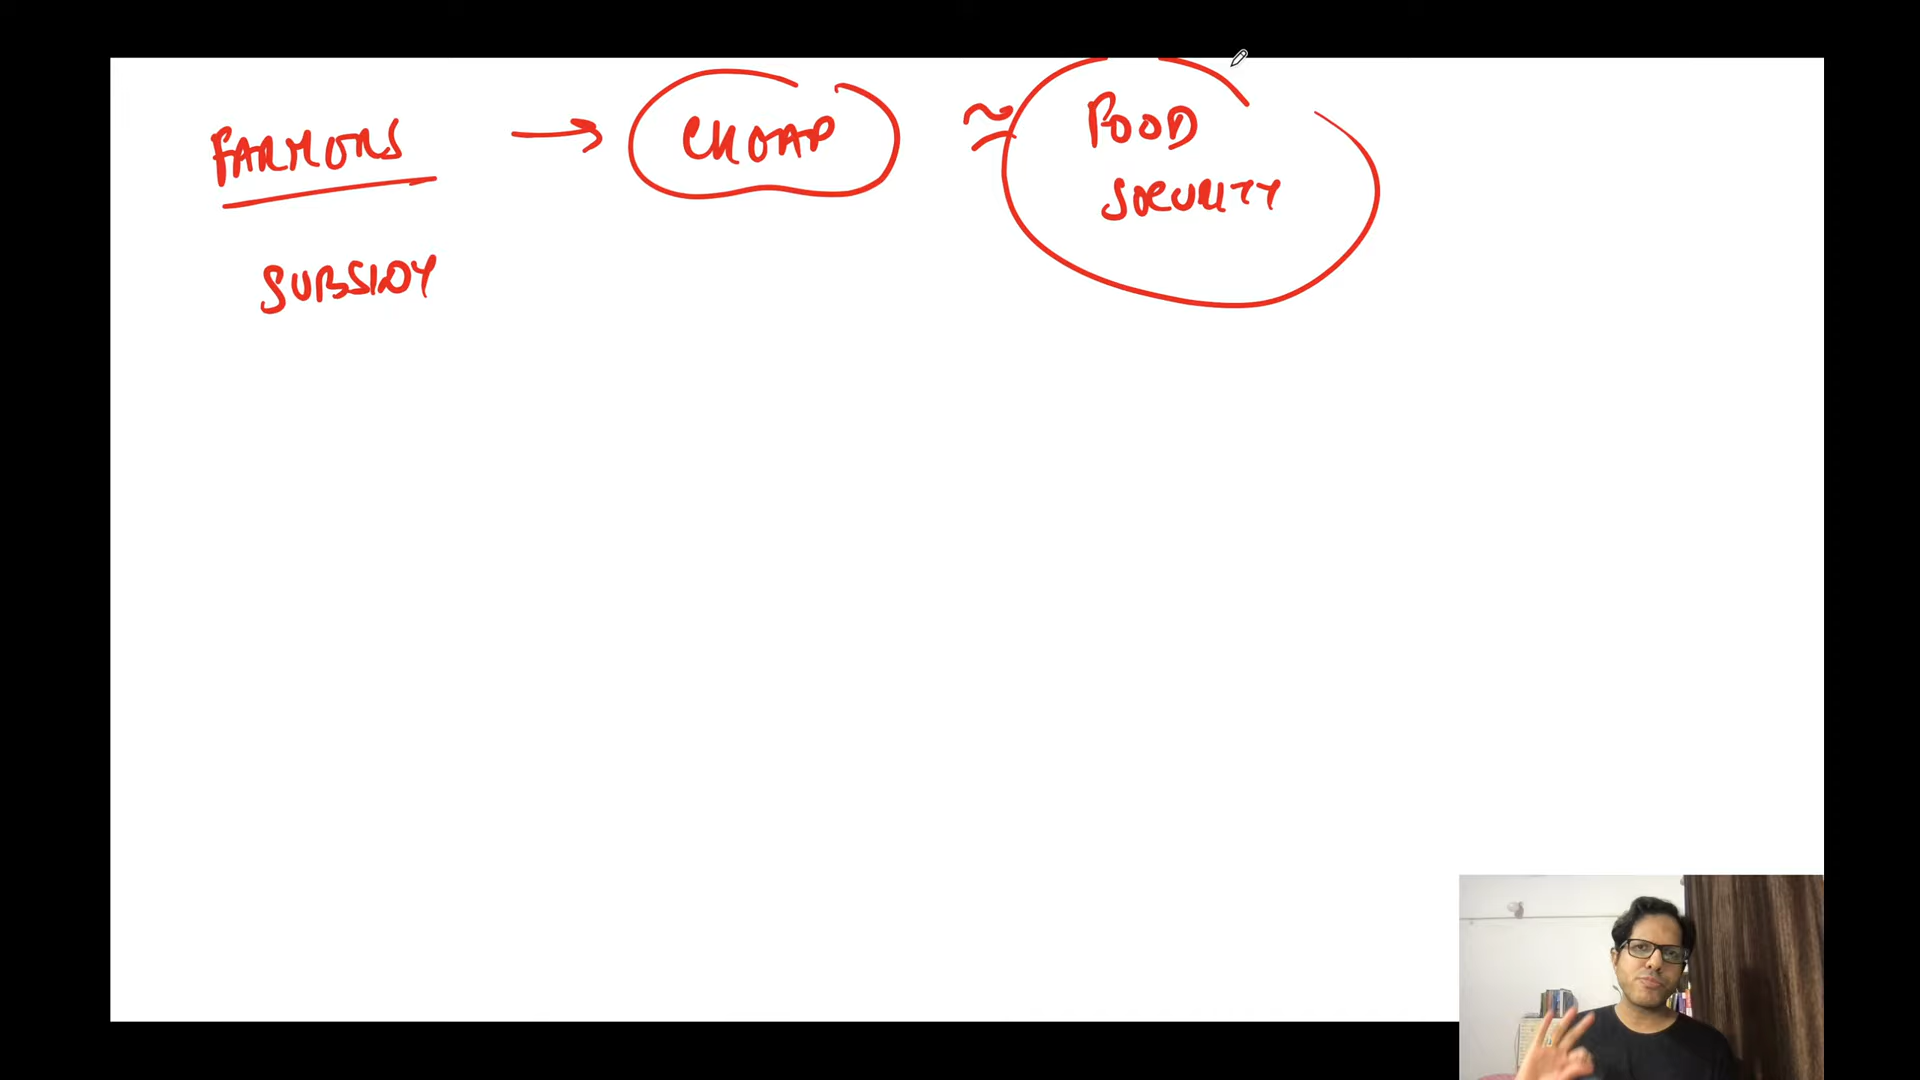 FARMERS → CHEAP ≈ FOOD
SECURITY
SUBSIDY